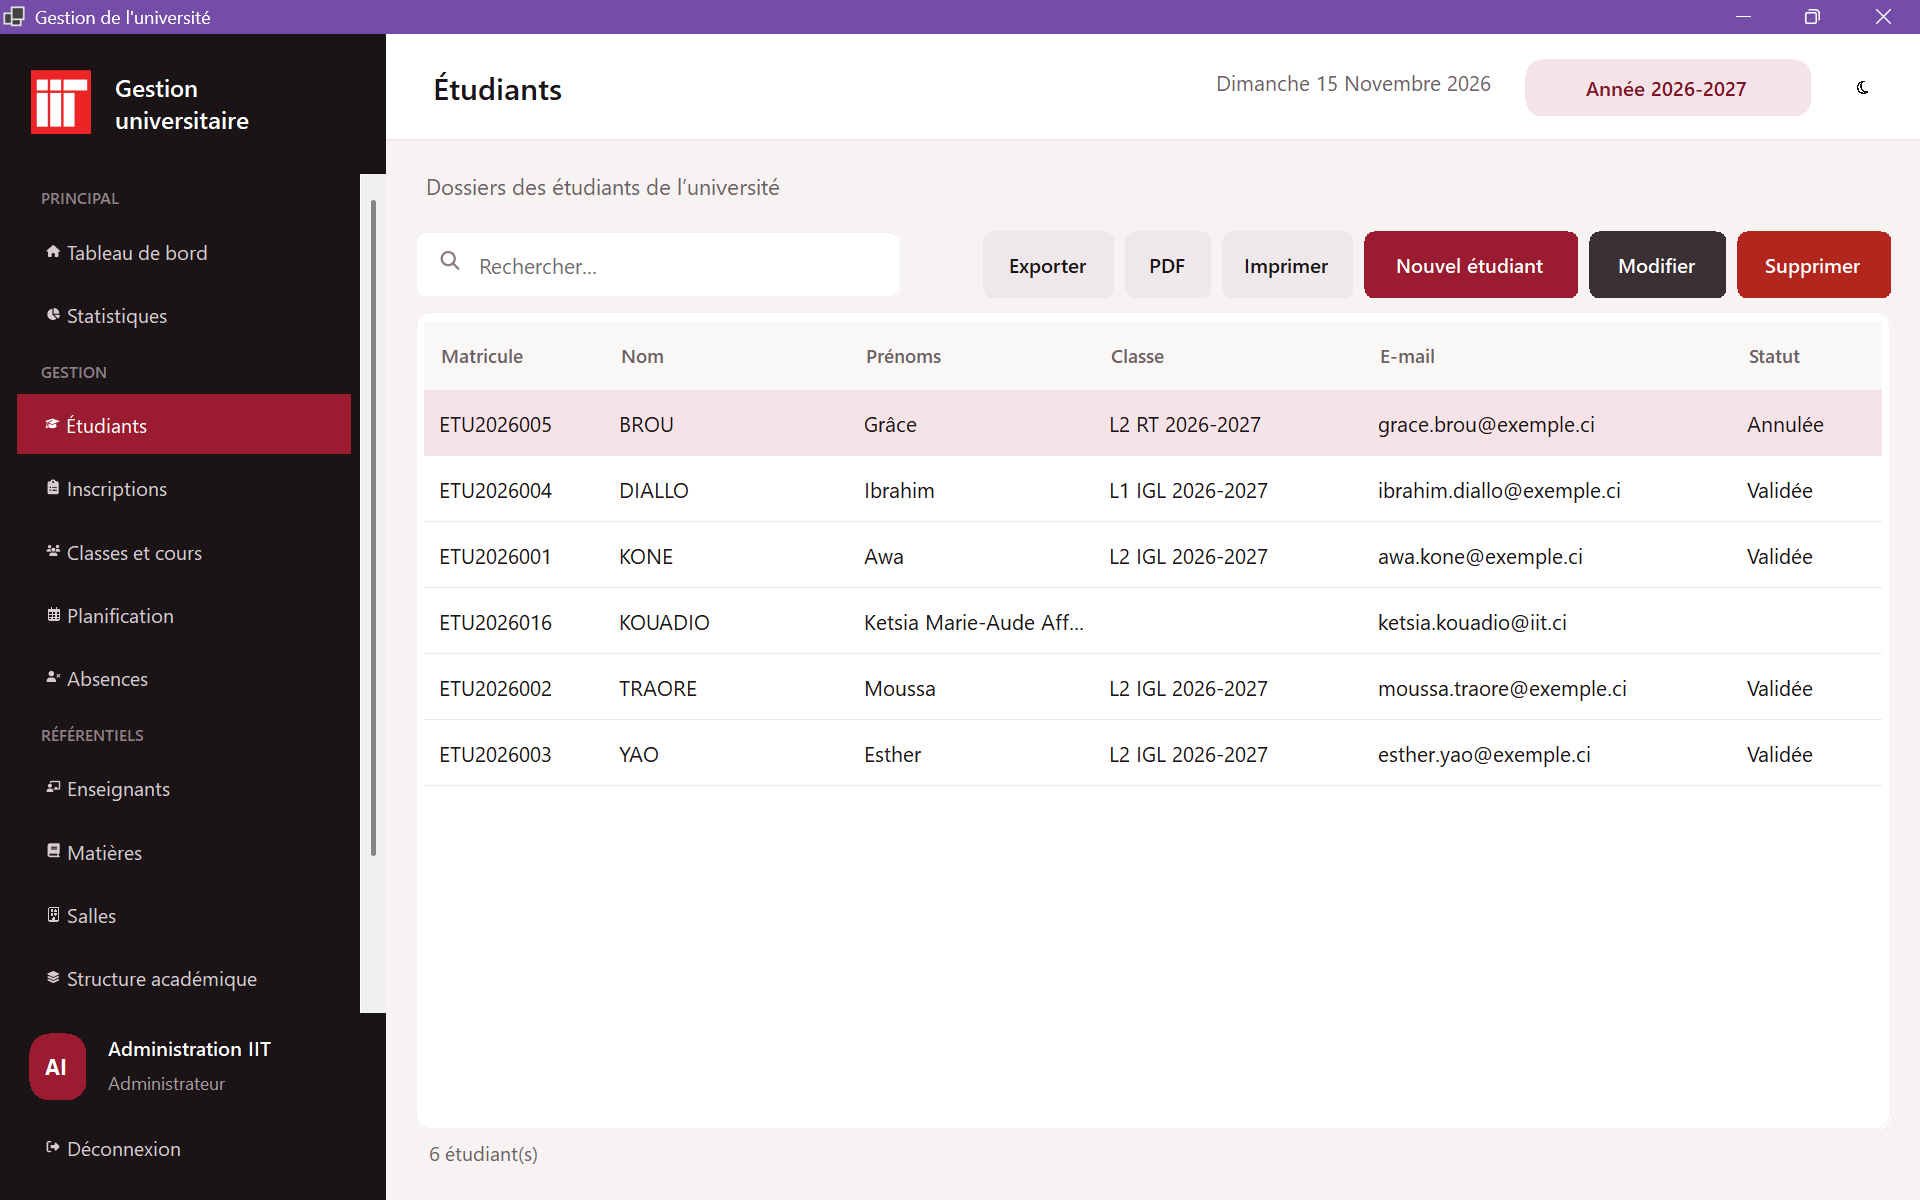 Gestion de l'université
IIT
Gestion
universitaire
PRINCIPAL
Tableau de bord
Statistiques
GESTION
Étudiants
Inscriptions
Classes et cours
Planification
Absences
RÉFÉRENTIELS
Enseignants
Matières
Salles
Structure académique
AI
Administration IIT
Administrateur
Déconnexion
Étudiants
Dimanche 15 Novembre 2026
Année 2026-2027
Dossiers des étudiants de l’université
Rechercher...
Exporter
PDF
Imprimer
Nouvel étudiant
Modifier
Supprimer
Matricule Nom Prénoms Classe E-mail Statut
ETU2026005 BROU Grâce L2 RT 2026-2027 grace.brou@exemple.ci Annulée
ETU2026004 DIALLO Ibrahim L1 IGL 2026-2027 ibrahim.diallo@exemple.ci Validée
ETU2026001 KONE Awa L2 IGL 2026-2027 awa.kone@exemple.ci Validée
ETU2026016 KOUADIO Ketsia Marie-Aude Aff... ketsia.kouadio@iit.ci
ETU2026002 TRAORE Moussa L2 IGL 2026-2027 moussa.traore@exemple.ci Validée
ETU2026003 YAO Esther L2 IGL 2026-2027 esther.yao@exemple.ci Validée
6 étudiant(s)